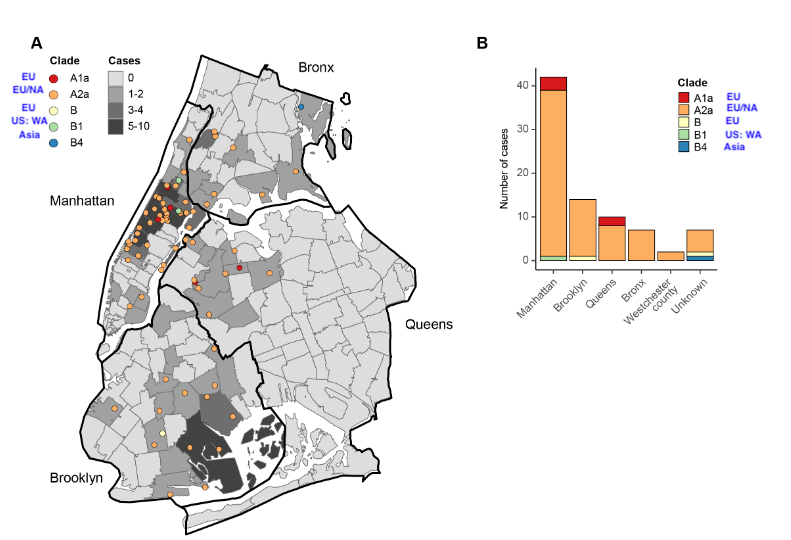 A
Clade
EU A1a
EU/NA A2a
EU B
US: WA B1
Asia B4
Cases
0
1-2
3-4
5-10
Bronx
Manhattan
Queens
Brooklyn
B
Number of cases
40
30
20
10
0
Manhattan
Brooklyn
Queens
Bronx
Westchester
county
Unknown
Clade
A1a EU
A2a EU/NA
B EU
B1 US: WA
B4 Asia